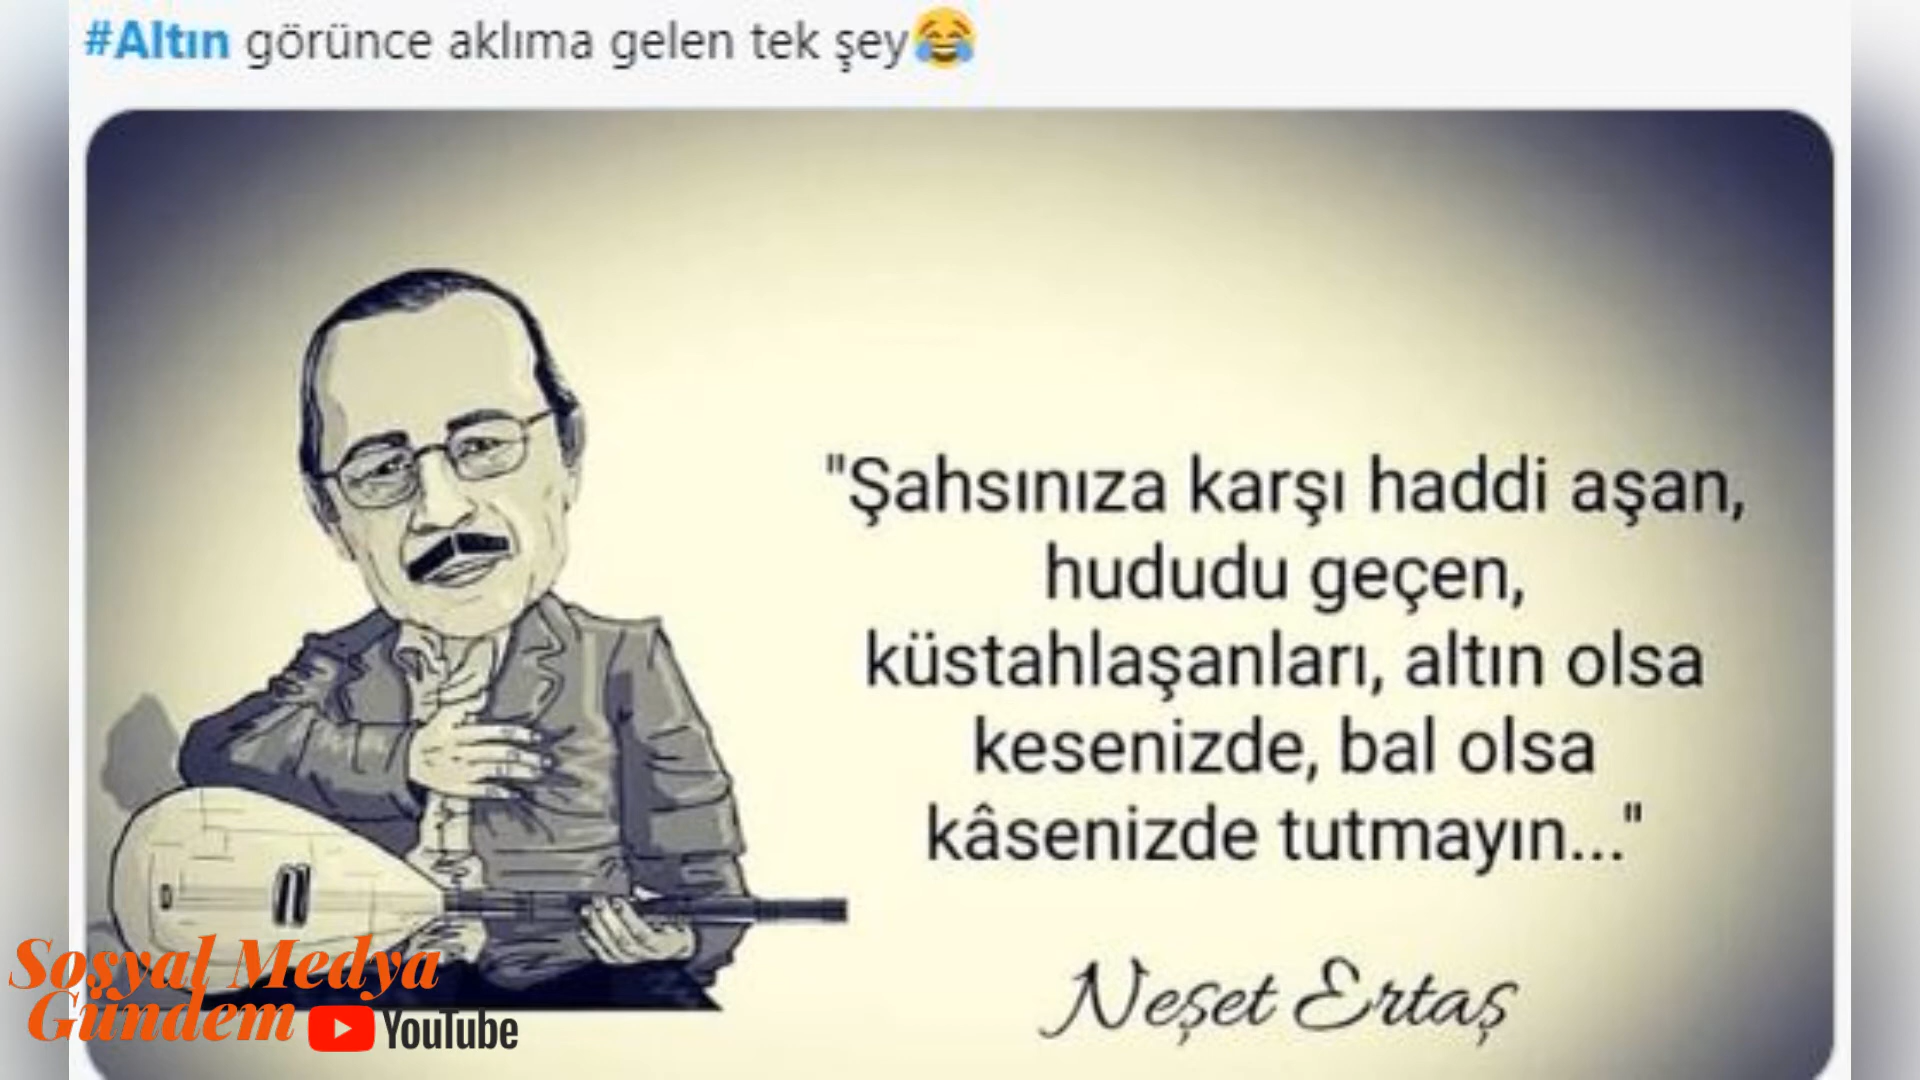 #Altın görünce aklıma gelen tek şey😂
"Şahsınıza karşı haddi aşan,
hududu geçen,
küstahlaşanları, altın olsa
kesenizde, bal olsa
kâsenizde tutmayın..."
Neşet Ertaş
Sosyal Medya
Gündem YouTube